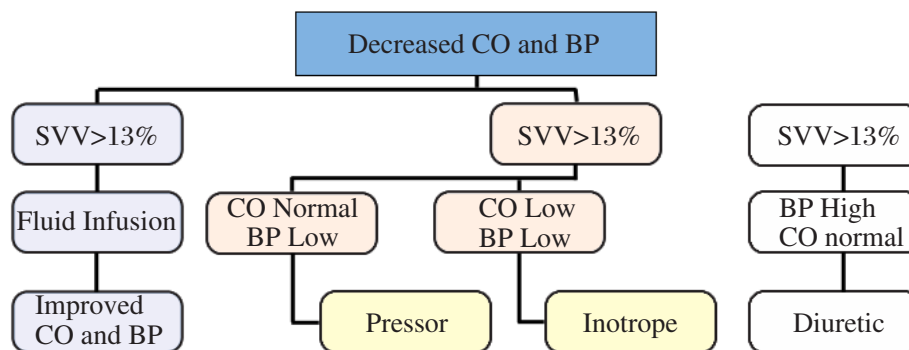 Decreased CO and BP
SVV>13%
SVV>13%
SVV>13%
Fluid Infusion
CO Normal
BP Low
CO Low
BP Low
BP High
CO normal
Improved
CO and BP
Pressor
Inotrope
Diuretic